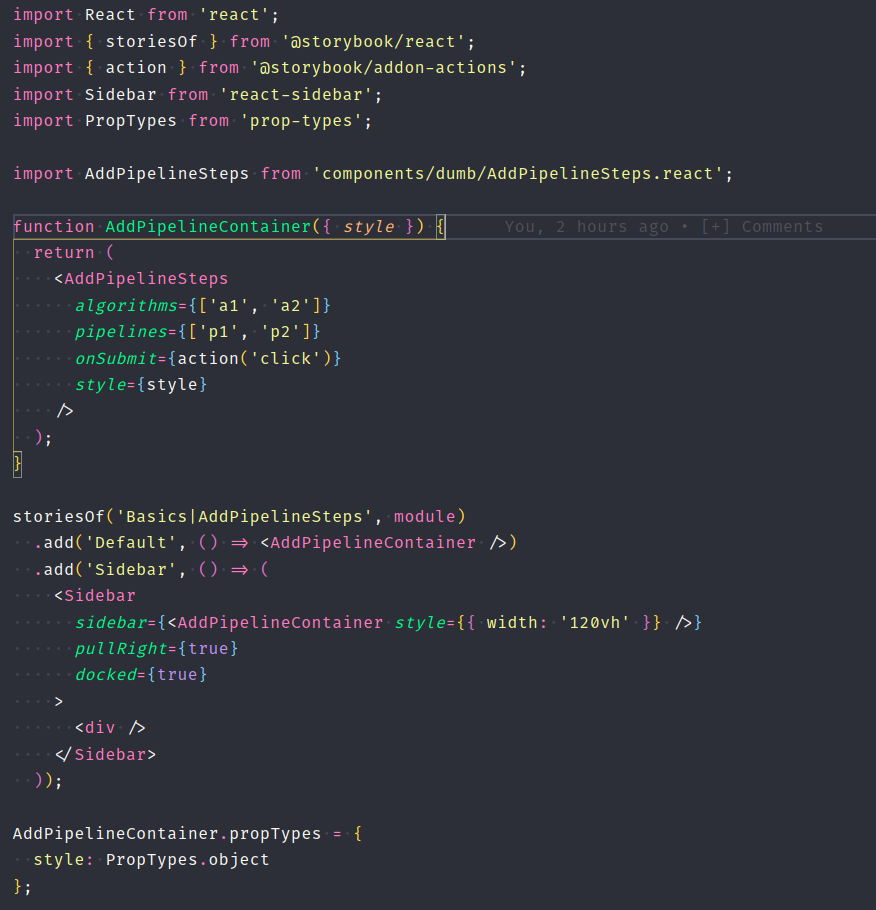 import React from 'react';
import { storiesOf } from '@storybook/react';
import { action } from '@storybook/addon-actions';
import Sidebar from 'react-sidebar';
import PropTypes from 'prop-types';

import AddPipelineSteps from 'components/dumb/AddPipelineSteps.react';

function AddPipelineContainer({ style }) { You, 2 hours ago • [+] Comments
  return (
    <AddPipelineSteps
      algorithms={['a1', 'a2']}
      pipelines={['p1', 'p2']}
      onSubmit={action('click')}
      style={style}
    />
  );
}

storiesOf('Basics|AddPipelineSteps', module)
  .add('Default', () => <AddPipelineContainer />)
  .add('Sidebar', () => (
    <Sidebar
      sidebar={<AddPipelineContainer style={{ width: '120vh' }} />}
      pullRight={true}
      docked={true}
    >
      <div />
    </Sidebar>
  ));

AddPipelineContainer.propTypes = {
  style: PropTypes.object
};